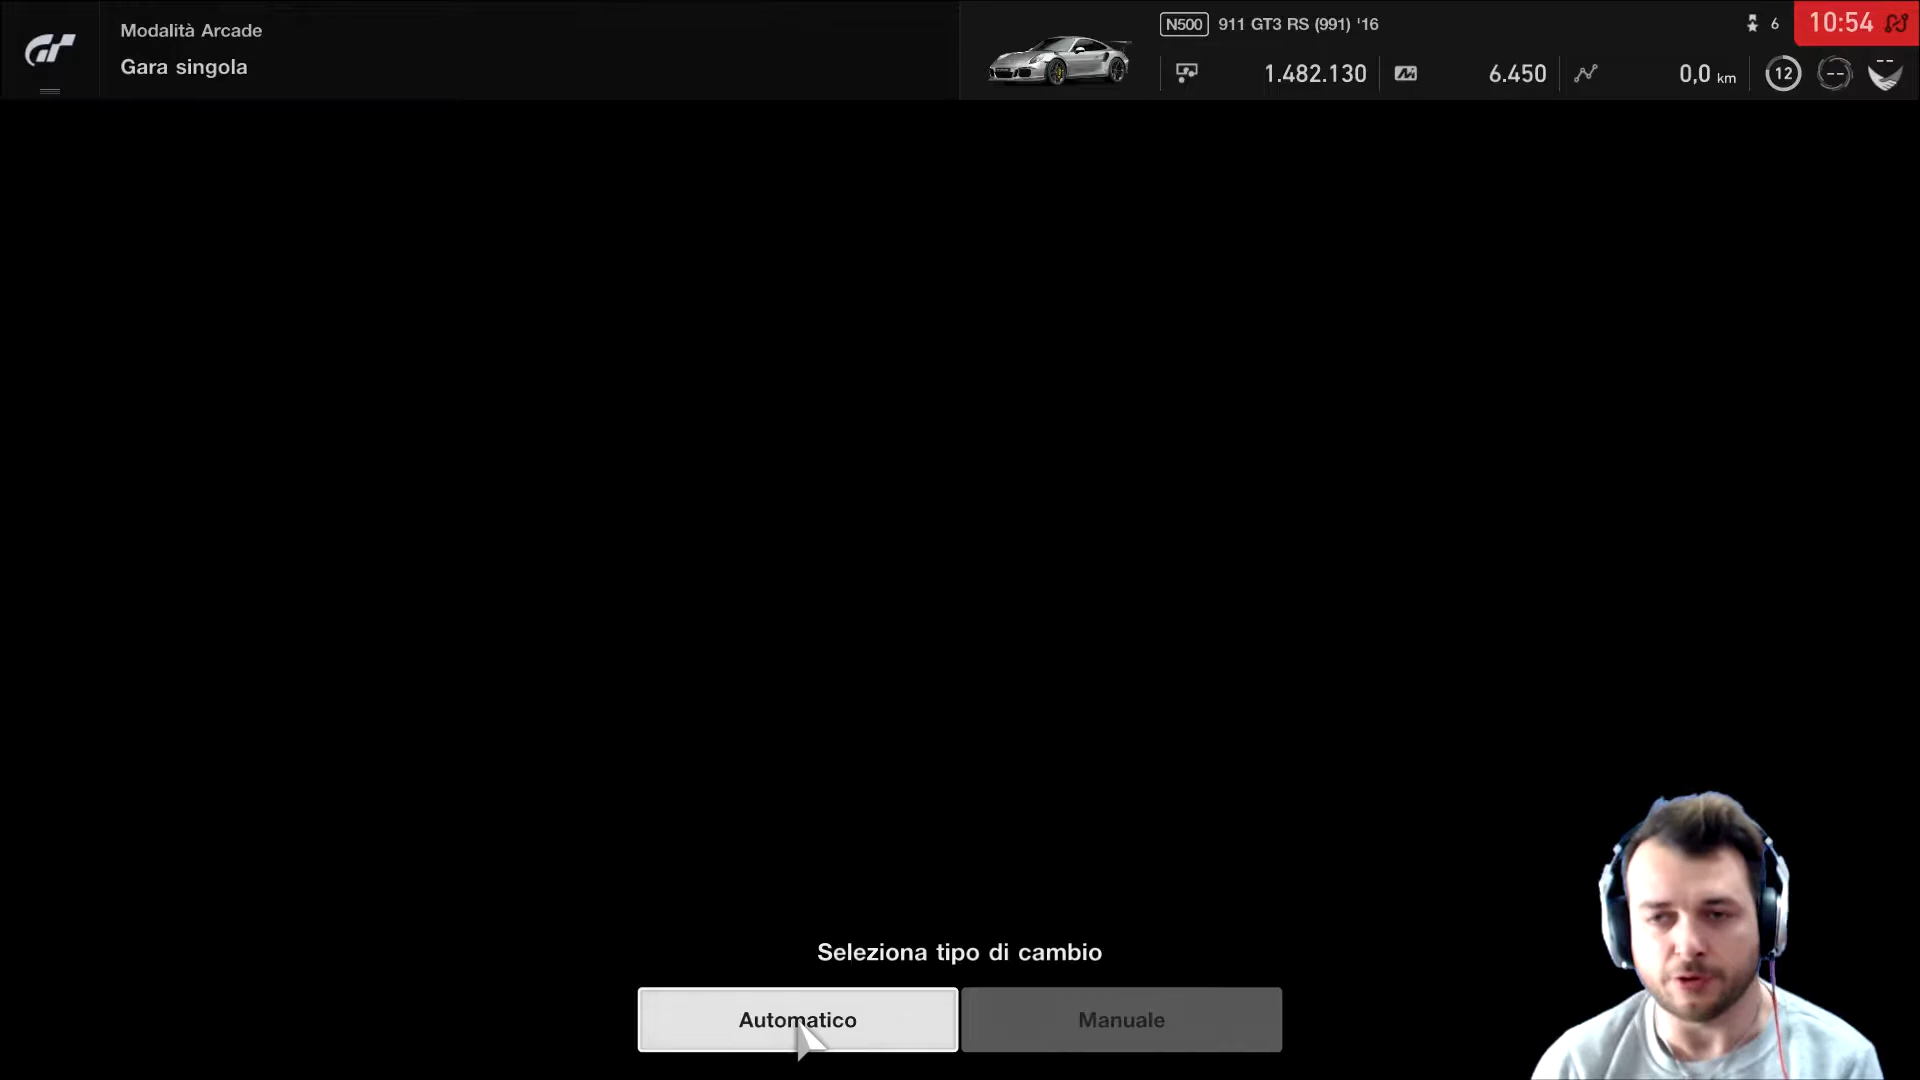 Modalità Arcade
Gara singola
N500 911 GT3 RS (991) '16
6
10:54
1.482.130
6.450
0,0 km
12
--
--
Seleziona tipo di cambio
Automatico
Manuale